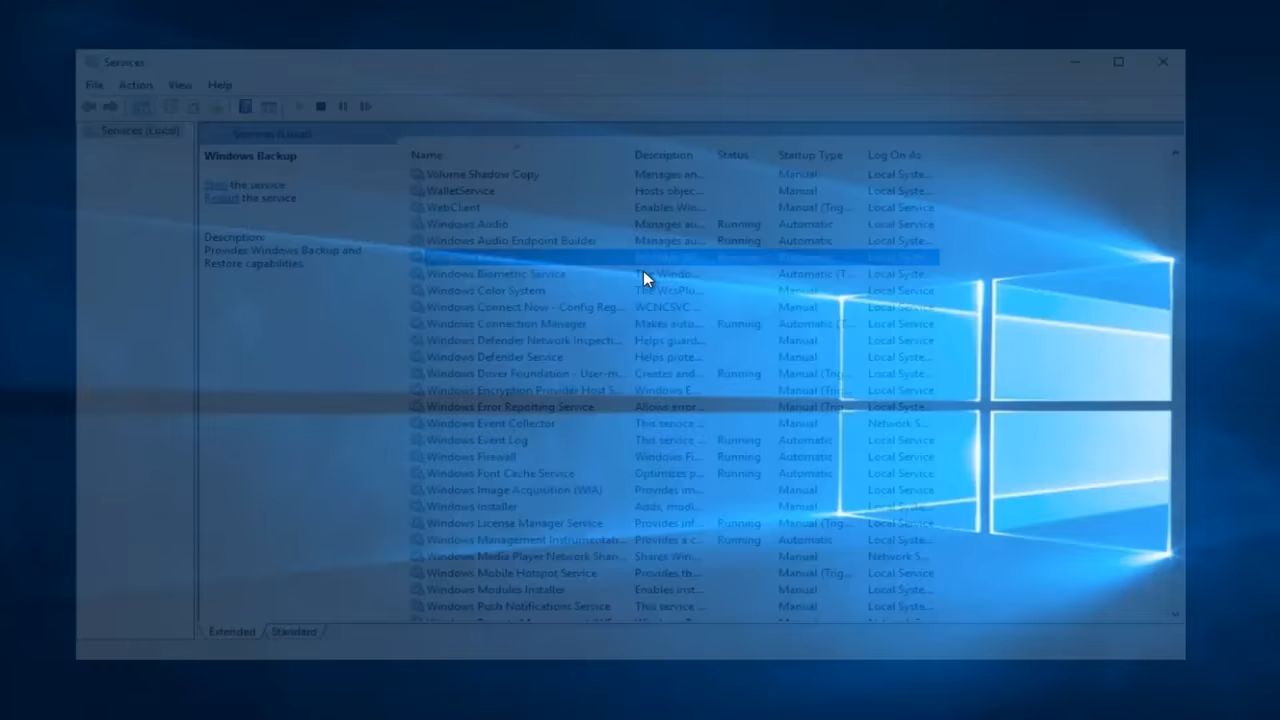 Services
File Action View Help
Services (Local)
Services (Local)
Windows Backup
Stop the service
Restart the service
Description:
Provides Windows Backup and
Restore capabilities.
Name Description Status Startup Type Log On As
Volume Shadow Copy Manages an... Manual Local Syste...
WalletService Hosts objec... Manual Local Syste...
WebClient Enables Win... Manual (Trig... Local Service
Windows Audio Manages au... Running Automatic Local Service
Windows Audio Endpoint Builder Manages au... Running Automatic Local Syste...
Windows Biometric Service The Windo... Automatic (T... Local Syste...
Windows Color System The WcsPlu... Manual Local Service
Windows Connect Now - Config Reg... WCNCSVC ... Manual Local Service
Windows Connection Manager Makes auto... Running Automatic (T... Local Service
Windows Defender Network Inspecti... Helps guard... Manual Local Service
Windows Defender Service Helps prote... Manual Local Syste...
Windows Driver Foundation - User-m... Creates and... Running Manual (Trig... Local Syste...
Windows Encryption Provider Host S... Windows E... Manual (Trig... Local Service
Windows Error Reporting Service Allows error... Manual (Trig... Local Syste...
Windows Event Collector This service ... Manual Network S...
Windows Event Log This service ... Running Automatic Local Service
Windows Firewall Windows Fi... Running Automatic Local Service
Windows Font Cache Service Optimizes p... Running Automatic Local Service
Windows Image Acquisition (WIA) Provides im... Manual Local Service
Windows Installer Adds, modi... Manual Local Syste...
Windows License Manager Service Provides inf... Running Manual (Trig... Local Service
Windows Management Instrumentati... Provides a c... Running Automatic Local Syste...
Windows Media Player Network Shar... Shares Win... Manual Network S...
Windows Mobile Hotspot Service Provides th... Manual (Trig... Local Service
Windows Modules Installer Enables inst... Manual Local Syste...
Windows Push Notifications Service This service ... Manual Local Syste...
Extended Standard